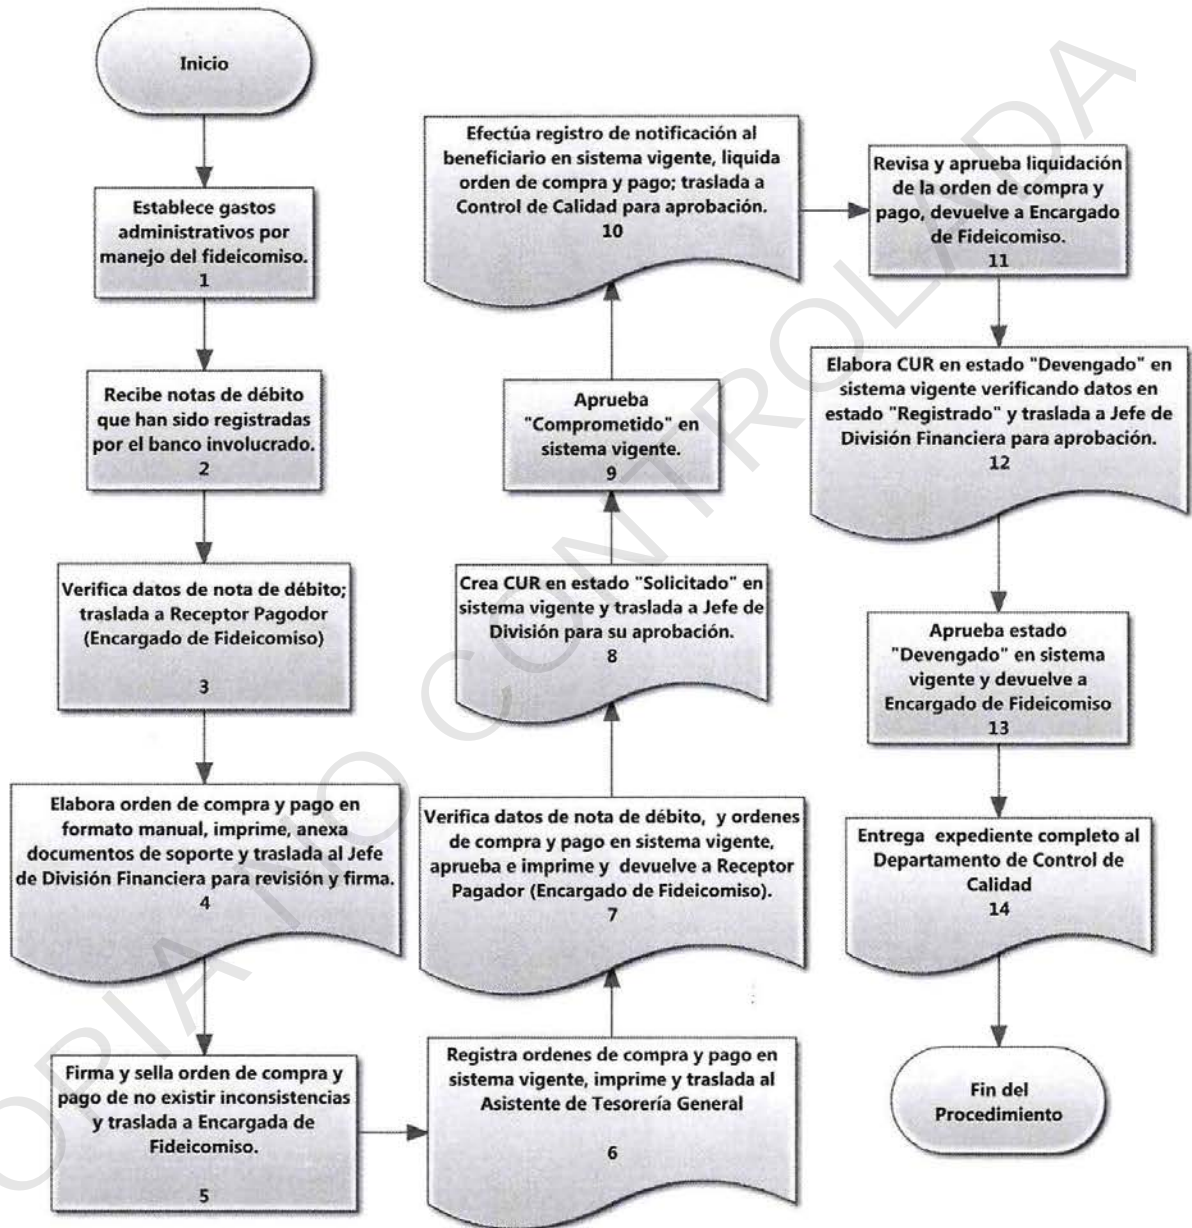 Inicio
Establece gastos
administrativos por
manejo del fideicomiso.
1
Recibe notas de débito
que han sido registradas
por el banco involucrado.
2
Verifica datos de nota de débito;
traslada a Receptor Pagodor
(Encargado de Fideicomiso)
3
Elabora orden de compra y pago en
formato manual, imprime, anexa
documentos de soporte y traslada al Jefe
de División Financiera para revisión y firma.
4
Firma y sella orden de compra y
pago de no existir inconsistencias
y traslada a Encargada de
Fideicomiso.
5
Registra ordenes de compra y pago en
sistema vigente, imprime y traslada al
Asistente de Tesorería General
6
Verifica datos de nota de débito, y ordenes
de compra y pago en sistema vigente,
aprueba e imprime y devuelve a Receptor
Pagador (Encargado de Fideicomiso).
7
Crea CUR en estado "Solicitado" en
sistema vigente y traslada a Jefe de
División para su aprobación.
8
Aprueba
"Comprometido" en
sistema vigente.
9
Efectúa registro de notificación al
beneficiario en sistema vigente, liquida
orden de compra y pago; traslada a
Control de Calidad para aprobación.
10
Revisa y aprueba liquidación
de la orden de compra y
pago, devuelve a Encargado
de Fideicomiso.
11
Elabora CUR en estado "Devengado" en
sistema vigente verificando datos en
estado "Registrado" y traslada a Jefe de
División Financiera para aprobación.
12
Aprueba estado
"Devengado" en sistema
vigente y devuelve a
Encargado de Fideicomiso
13
Entrega expediente completo al
Departamento de Control de
Calidad
14
Fin del
Procedimiento
OPIA NO CONTROLADA